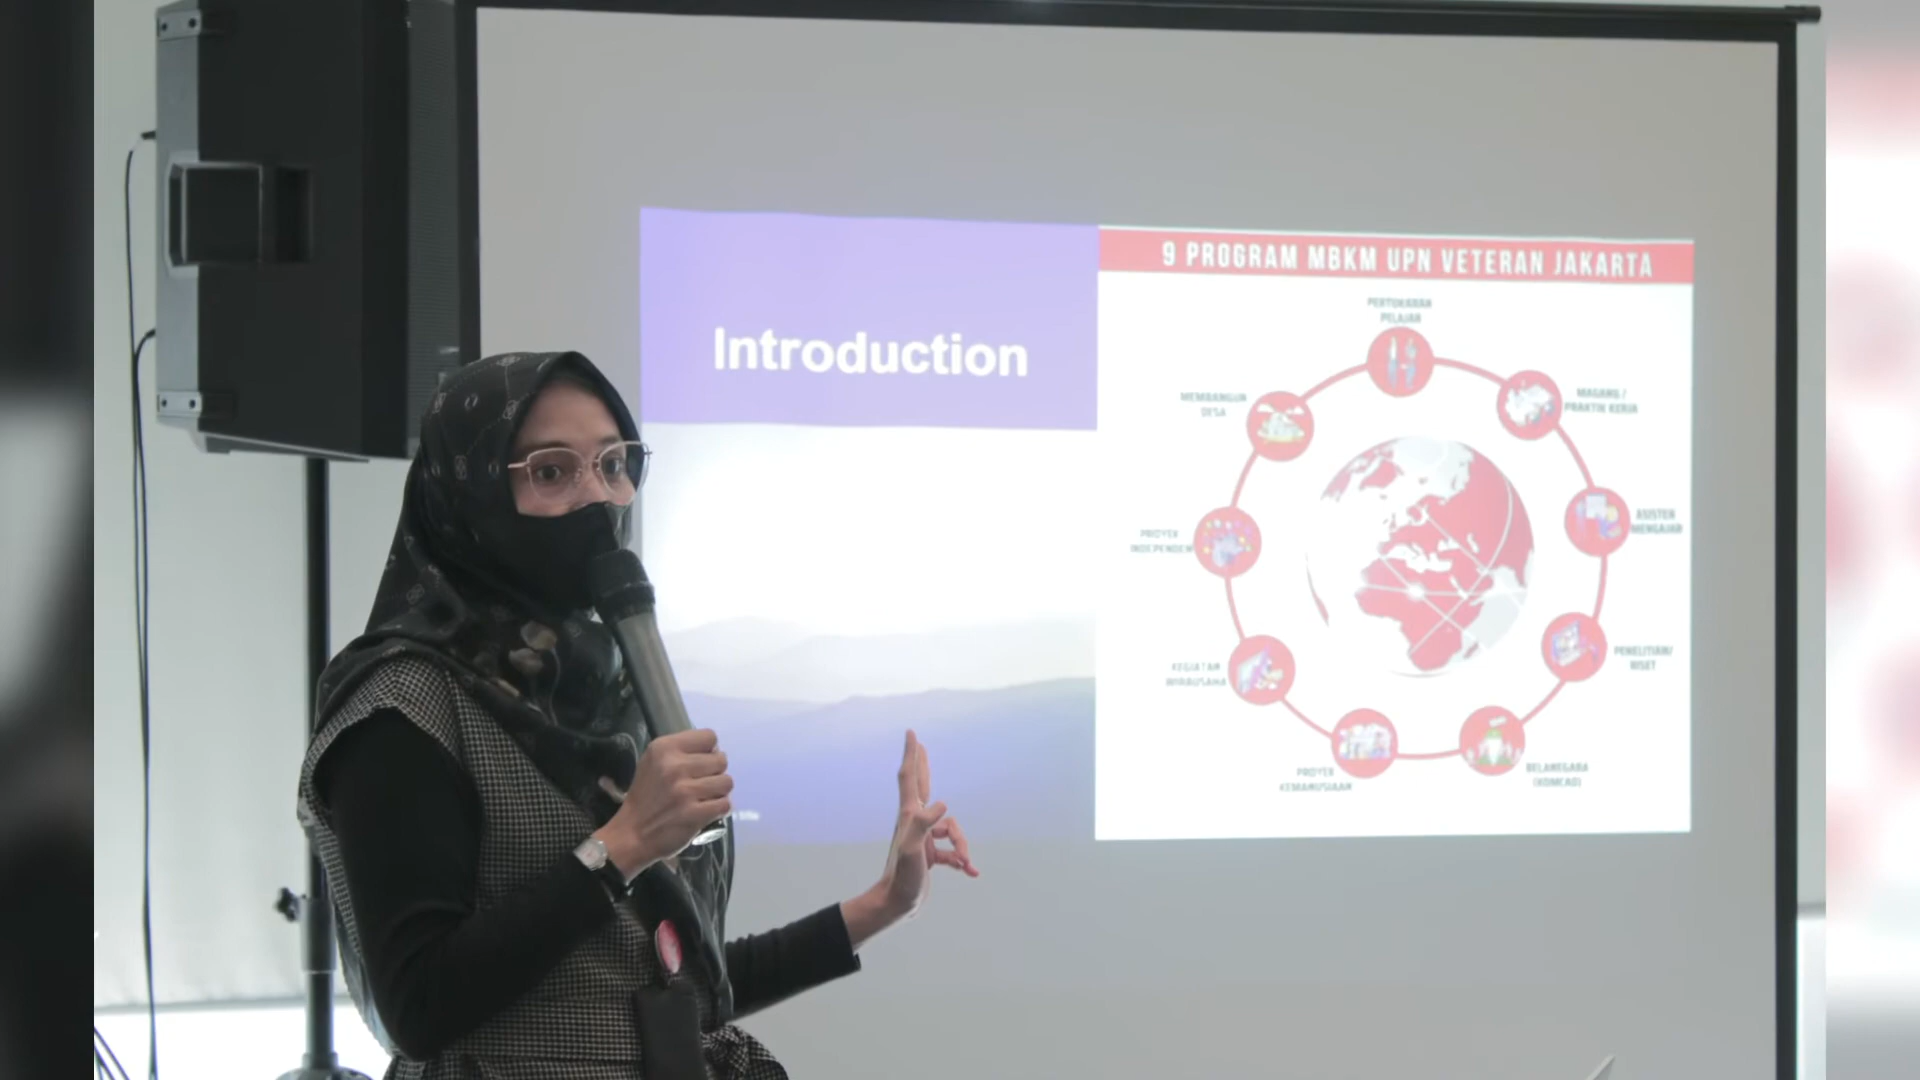 Introduction
9 PROGRAM MBKM UPN VETERAN JAKARTA
PERTUKARAN
PELAJAR
MAGANG /
PRAKTIK KERJA
ASISTEN
MENGAJAR
PENELITIAN/
RISET
BELANEGARA
(KOMCAD)
PROYEK
KEMANUSIAAN
KEGIATAN
WIRAUSAHA
PROYEK
INDEPENDEN
MEMBANGUN
DESA
title